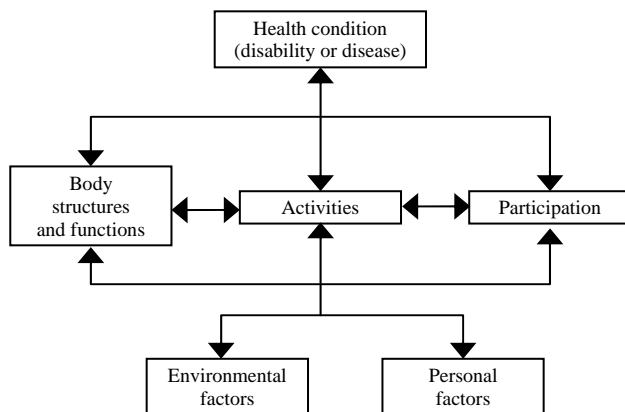 Health condition
(disability or disease)
Body
structures
and functions
Activities
Participation
Environmental
factors
Personal
factors